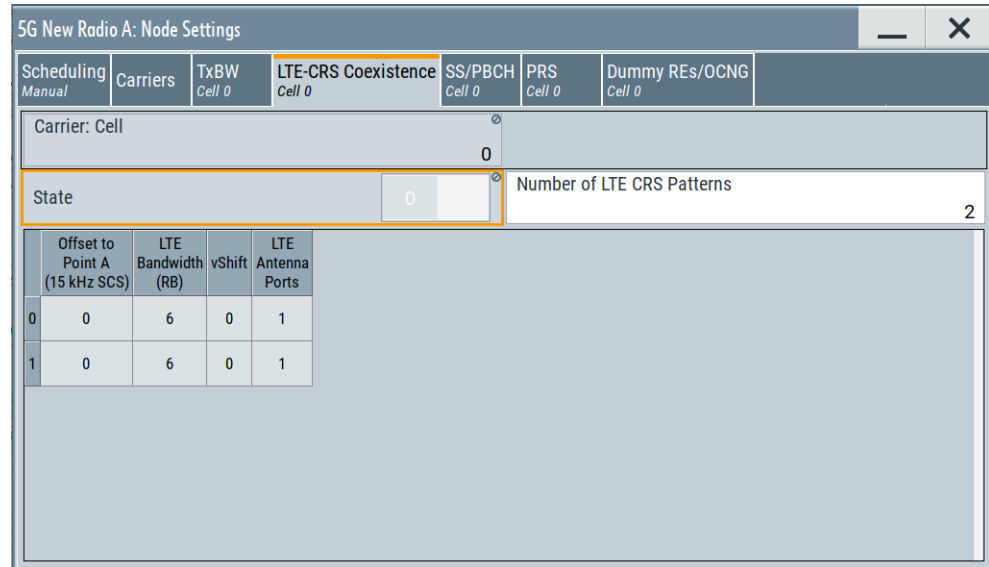 5G New Radio A: Node Settings
Scheduling
Manual
Carriers
TxBW
Cell 0
LTE-CRS Coexistence
Cell 0
SS/PBCH
Cell 0
PRS
Cell 0
Dummy REs/OCNG
Cell 0
Carrier: Cell
0
State
0
Number of LTE CRS Patterns
2
Offset to
Point A
(15 kHz SCS)
LTE
Bandwidth
(RB)
vShift
LTE
Antenna
Ports
0 0 6 0 1
1 0 6 0 1